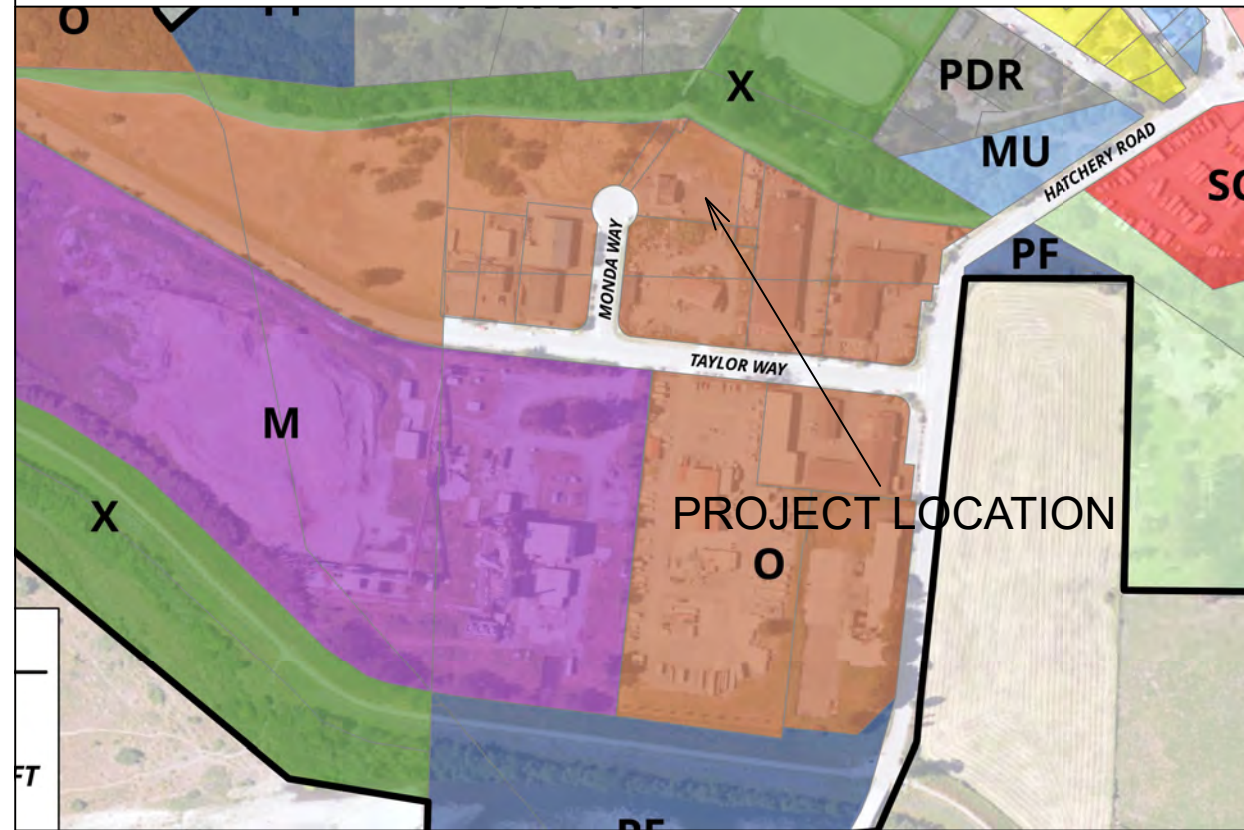 O
X
PDR
MU
HATCHERY ROAD
PF
MONDA WAY
TAYLOR WAY
M
X
PROJECT LOCATION
O
FT